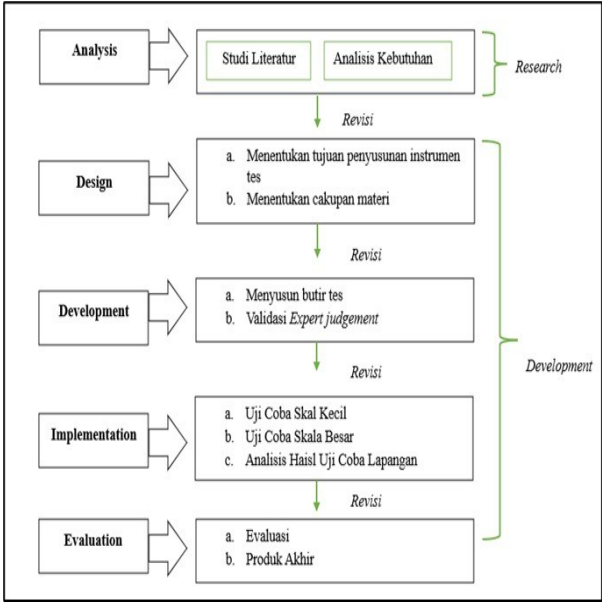 Analysis
Studi Literatur
Analisis Kebutuhan
Research
Revisi
Design
a. Menentukan tujuan penyusunan instrumen
tes
b. Menentukan cakupan materi
Revisi
Development
a. Menyusun butir tes
b. Validasi Expert judgement
Development
Revisi
Implementation
a. Uji Coba Skal Kecil
b. Uji Coba Skala Besar
c. Analisis Haisl Uji Coba Lapangan
Revisi
Evaluation
a. Evaluasi
b. Produk Akhir